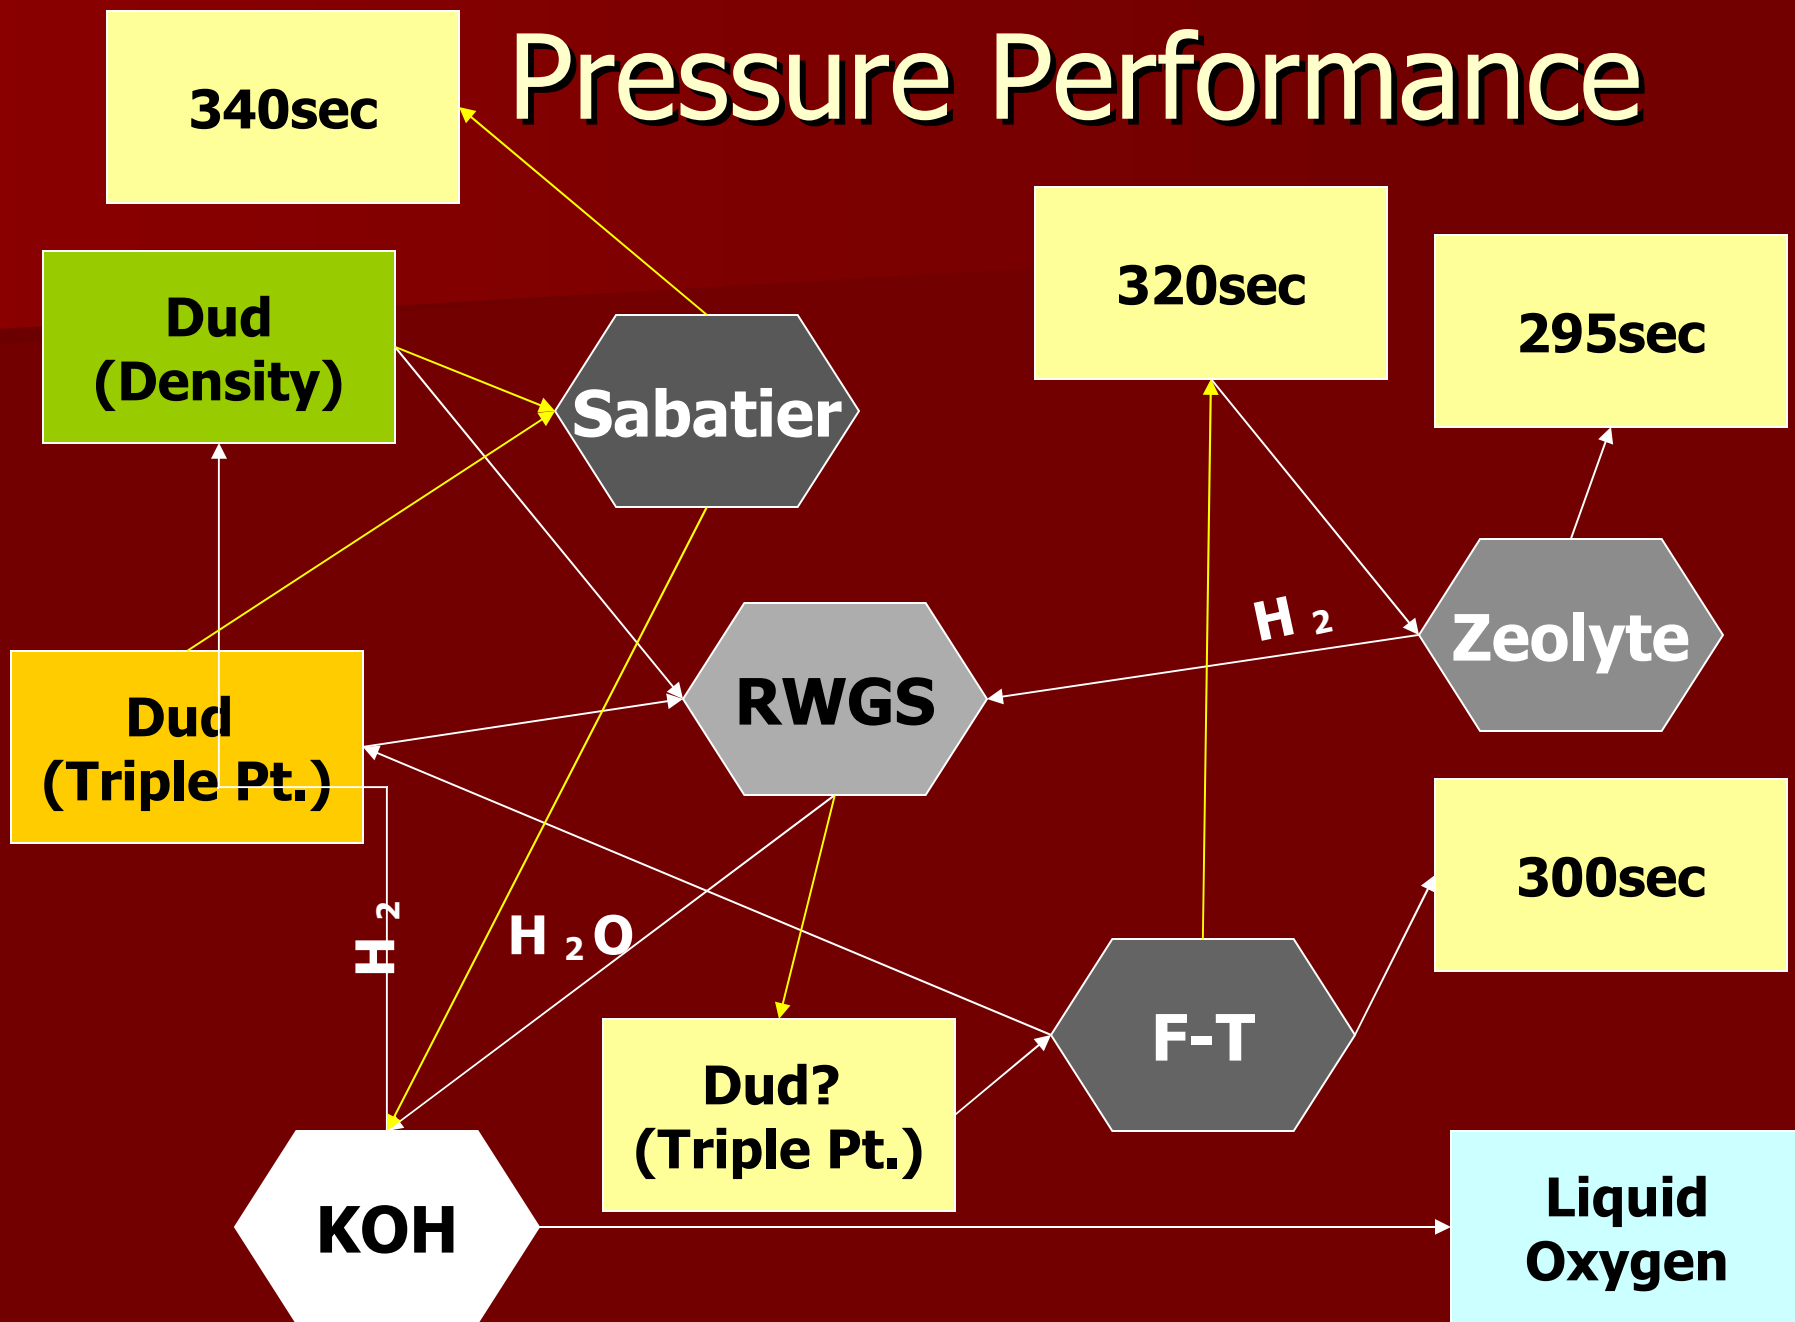 Pressure Performance
340sec
320sec
295sec
Dud
(Density)
Sabatier
H 2
Zeolyte
RWGS
Dud
(Triple Pt.)
300sec
H 2
H 2 O
F-T
Dud?
(Triple Pt.)
KOH
Liquid
Oxygen